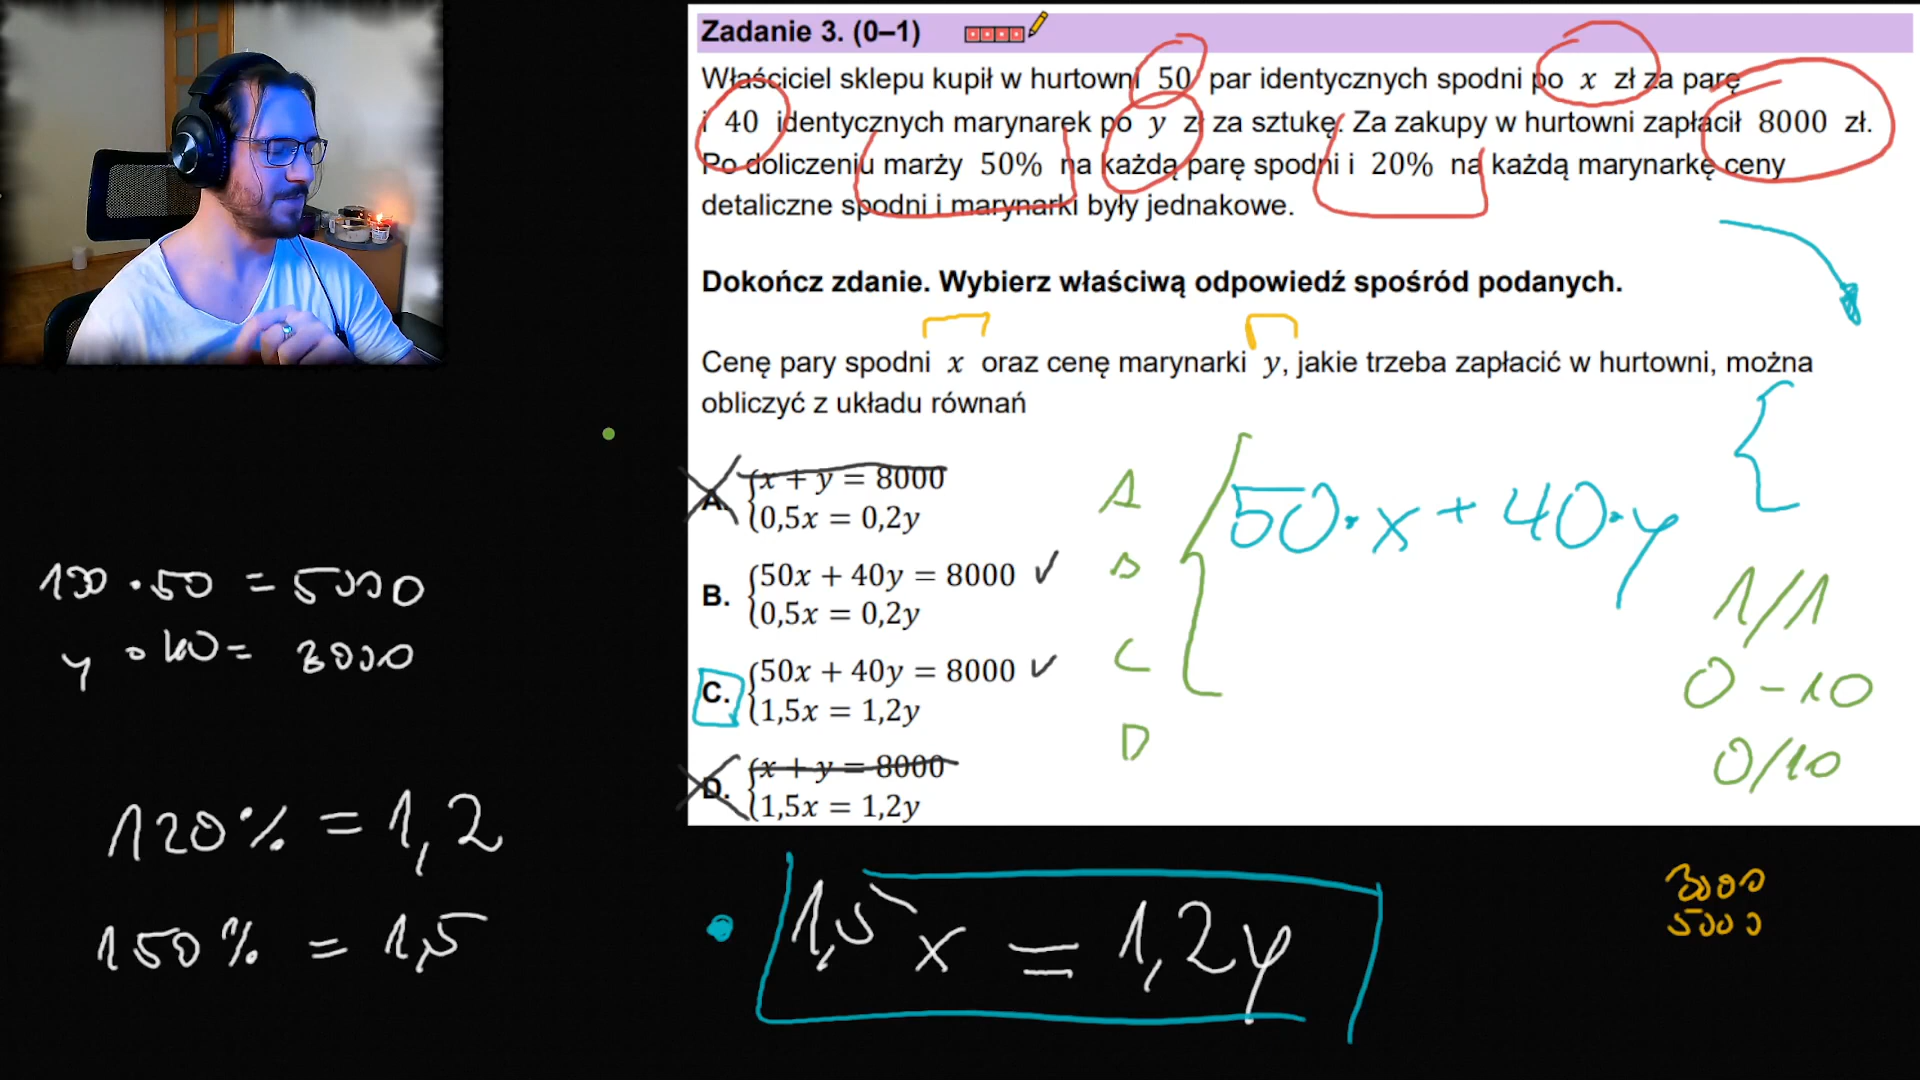 Zadanie 3. (0–1)
Właściciel sklepu kupił w hurtowni 50 par identycznych spodni po x zł za parę
i 40 identycznych marynarek po y zł za sztukę. Za zakupy w hurtowni zapłacił 8000 zł.
Po doliczeniu marży 50% na każdą parę spodni i 20% na każdą marynarkę ceny
detaliczne spodni i marynarki były jednakowe.
Dokończ zdanie. Wybierz właściwą odpowiedź spośród podanych.
Cenę pary spodni x oraz cenę marynarki y, jakie trzeba zapłacić w hurtowni, można
obliczyć z układu równań
A. {x + y = 8000
{0,5x = 0,2y
B. {50x + 40y = 8000 ✓
{0,5x = 0,2y
C. {50x + 40y = 8000 ✓
{1,5x = 1,2y
D. {x + y = 8000
{1,5x = 1,2y
A
B
C
D
50·x + 40·y
1/1
0 – 10
0/10
100 · 50 = 5000
y · 40 = 3000
120% = 1,2
150% = 1,5
1,5x = 1,2y
3000
5000